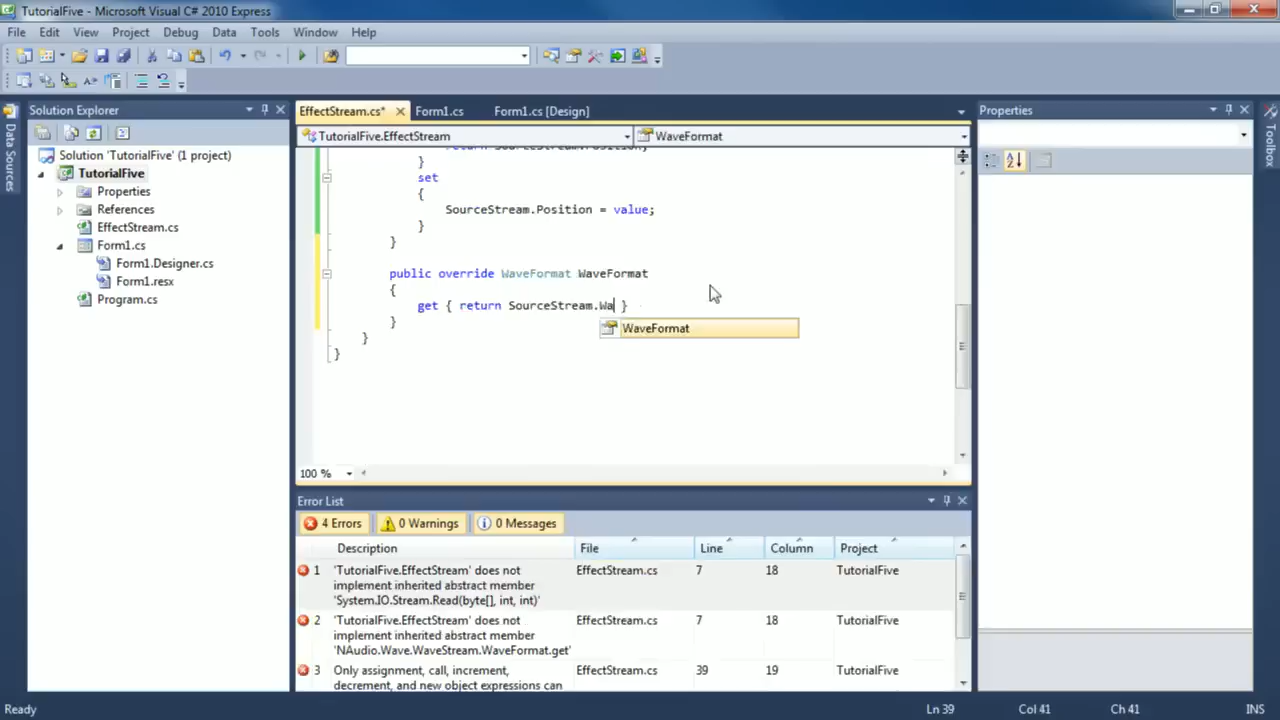 TutorialFive - Microsoft Visual C# 2010 Express
File Edit View Project Debug Data Tools Window Help
Data Sources
Solution Explorer
Solution 'TutorialFive' (1 project)
TutorialFive
Properties
References
EffectStream.cs
Form1.cs
Form1.Designer.cs
Form1.resx
Program.cs
EffectStream.cs* Form1.cs Form1.cs [Design]
TutorialFive.EffectStream WaveFormat
return SourceStream.Position;
}
set
{
SourceStream.Position = value;
}
}
public override WaveFormat WaveFormat
{
get { return SourceStream.Wa }
WaveFormat
}
}
}
100 %
Error List
4 Errors 0 Warnings 0 Messages
Description File Line Column Project
1 'TutorialFive.EffectStream' does not EffectStream.cs 7 18 TutorialFive
implement inherited abstract member
'System.IO.Stream.Read(byte[], int, int)'
2 'TutorialFive.EffectStream' does not EffectStream.cs 7 18 TutorialFive
implement inherited abstract member
'NAudio.Wave.WaveStream.WaveFormat.get'
3 Only assignment, call, increment, EffectStream.cs 39 19 TutorialFive
decrement, and new object expressions can
Properties
Toolbox
Ready Ln 39 Col 41 Ch 41 INS